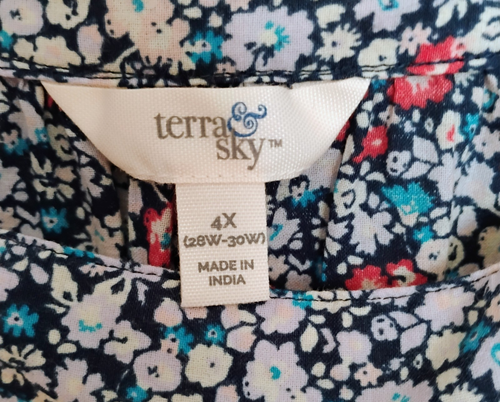 terra &
sky™
4X
(28W-30W)
MADE IN
INDIA